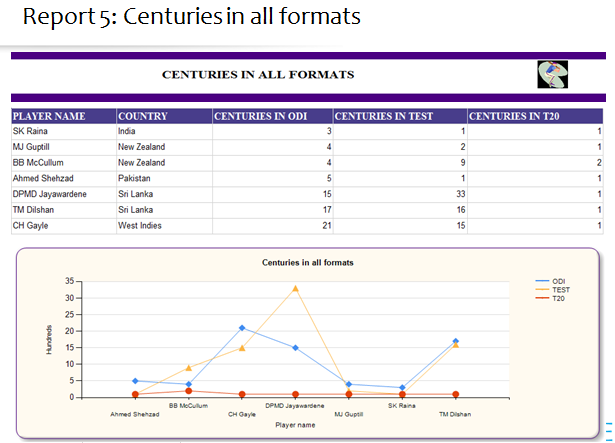 Report 5: Centuries in all formats
CENTURIES IN ALL FORMATS
PLAYER NAME COUNTRY CENTURIES IN ODI CENTURIES IN TEST CENTURIES IN T20
SK Raina India 3 1 1
MJ Guptill New Zealand 4 2 1
BB McCullum New Zealand 4 9 2
Ahmed Shehzad Pakistan 5 1 1
DPMD Jayawardene Sri Lanka 15 33 1
TM Dilshan Sri Lanka 17 16 1
CH Gayle West Indies 21 15 1
Centuries in all formats
ODI
TEST
T20
Hundreds
35
30
25
20
15
10
5
0
Ahmed Shehzad
BB McCullum
CH Gayle
DPMD Jayawardene
MJ Guptill
SK Raina
TM Dilshan
Player name